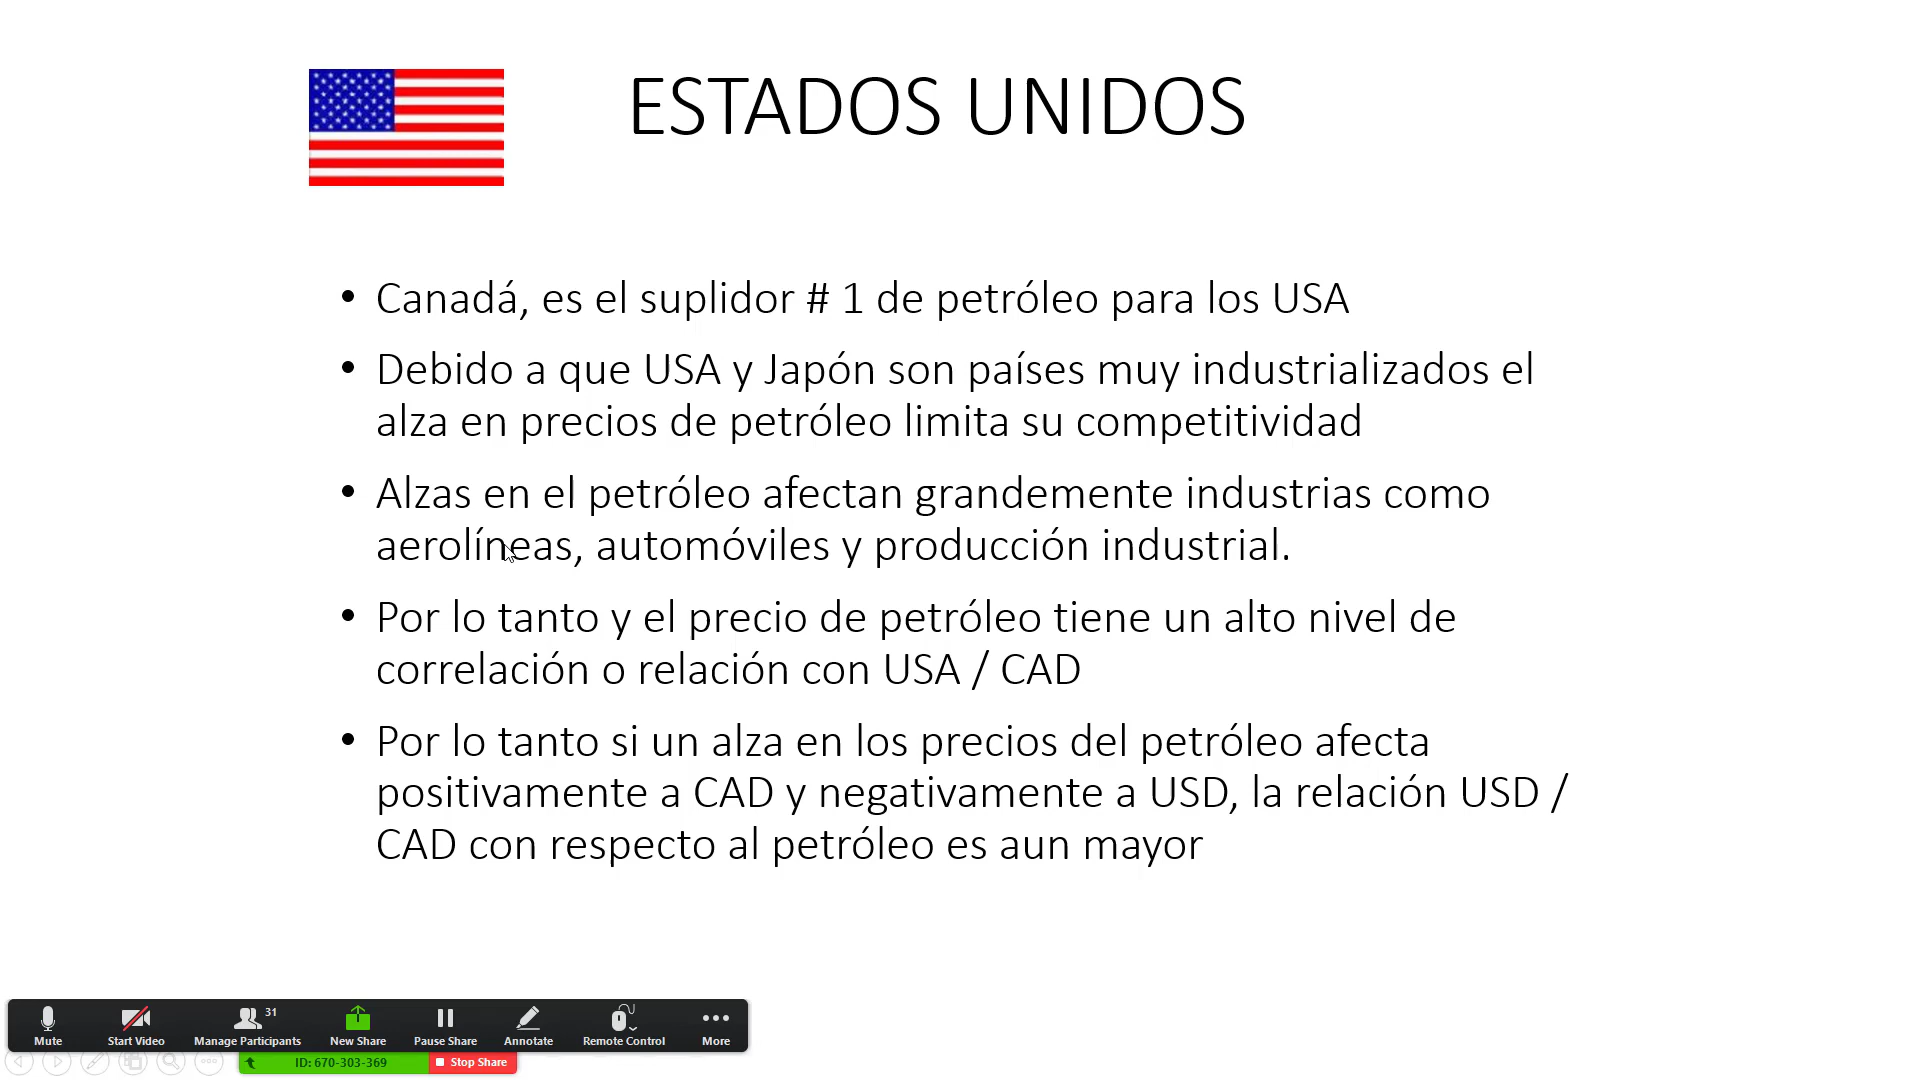 ESTADOS UNIDOS
• Canadá, es el suplidor # 1 de petróleo para los USA
• Debido a que USA y Japón son países muy industrializados el
alza en precios de petróleo limita su competitividad
• Alzas en el petróleo afectan grandemente industrias como
aerolíneas, automóviles y producción industrial.
• Por lo tanto y el precio de petróleo tiene un alto nivel de
correlación o relación con USA / CAD
• Por lo tanto si un alza en los precios del petróleo afecta
positivamente a CAD y negativamente a USD, la relación USD /
CAD con respecto al petróleo es aun mayor
31
Mute Start Video Manage Participants New Share Pause Share Annotate Remote Control More
ID: 670-303-369 Stop Share